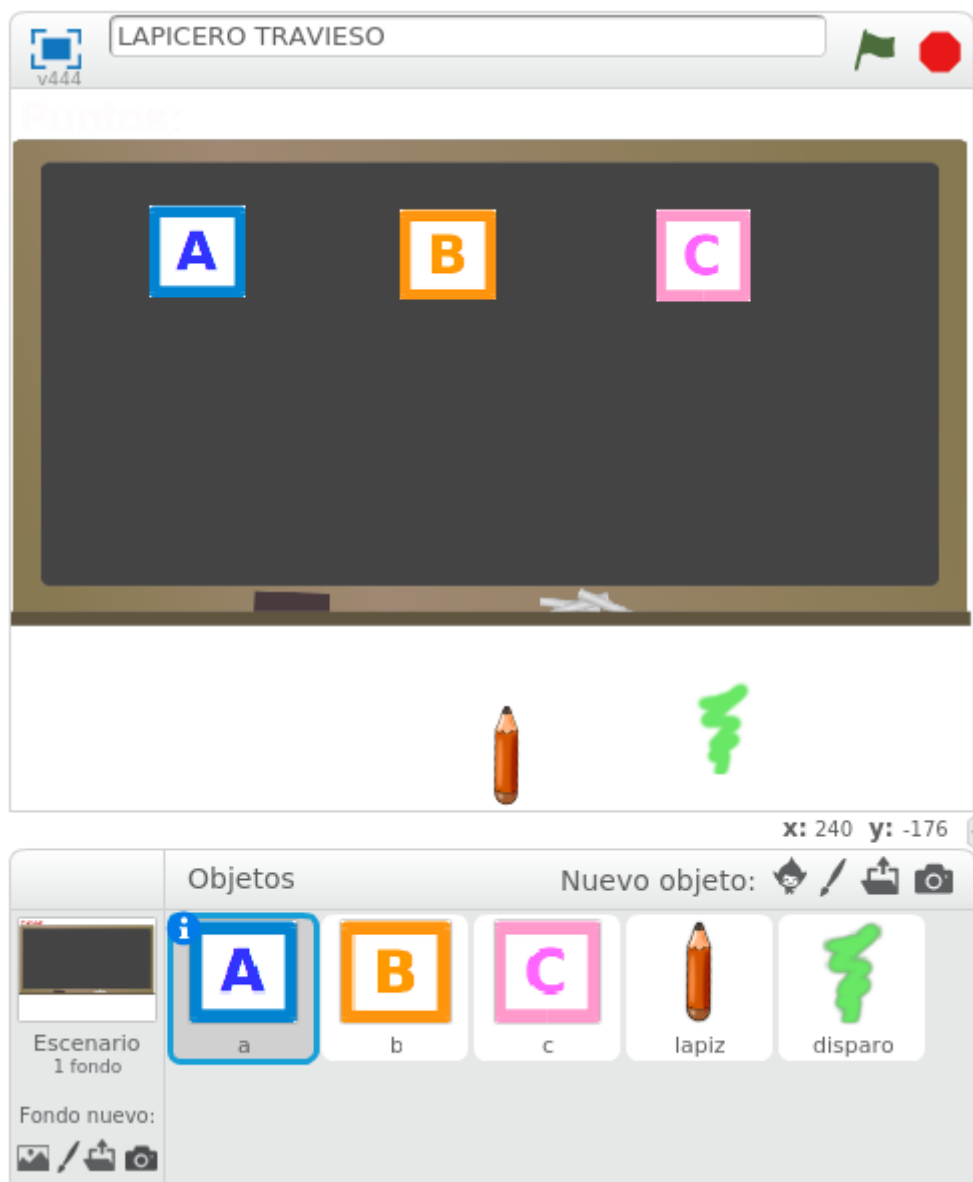 LAPICERO TRAVIESO
v444
Puntos:
A B C
x: 240 y: -176
Objetos
Nuevo objeto:
i
A B C
Escenario
1 fondo
a b c lapiz disparo
Fondo nuevo: